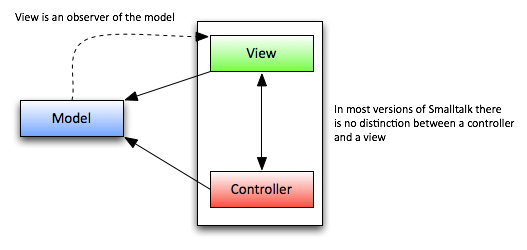 View is an observer of the model
View
Model
In most versions of Smalltalk there
is no distinction between a controller
and a view
Controller